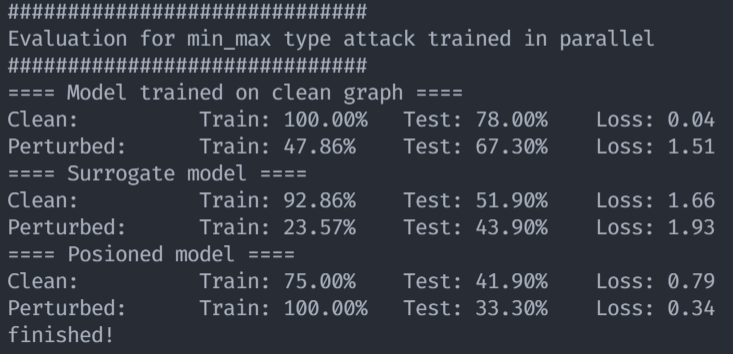 ##############################
Evaluation for min_max type attack trained in parallel
##############################
==== Model trained on clean graph ====
Clean: Train: 100.00% Test: 78.00% Loss: 0.04
Perturbed: Train: 47.86% Test: 67.30% Loss: 1.51
==== Surrogate model ====
Clean: Train: 92.86% Test: 51.90% Loss: 1.66
Perturbed: Train: 23.57% Test: 43.90% Loss: 1.93
==== Posioned model ====
Clean: Train: 75.00% Test: 41.90% Loss: 0.79
Perturbed: Train: 100.00% Test: 33.30% Loss: 0.34
finished!